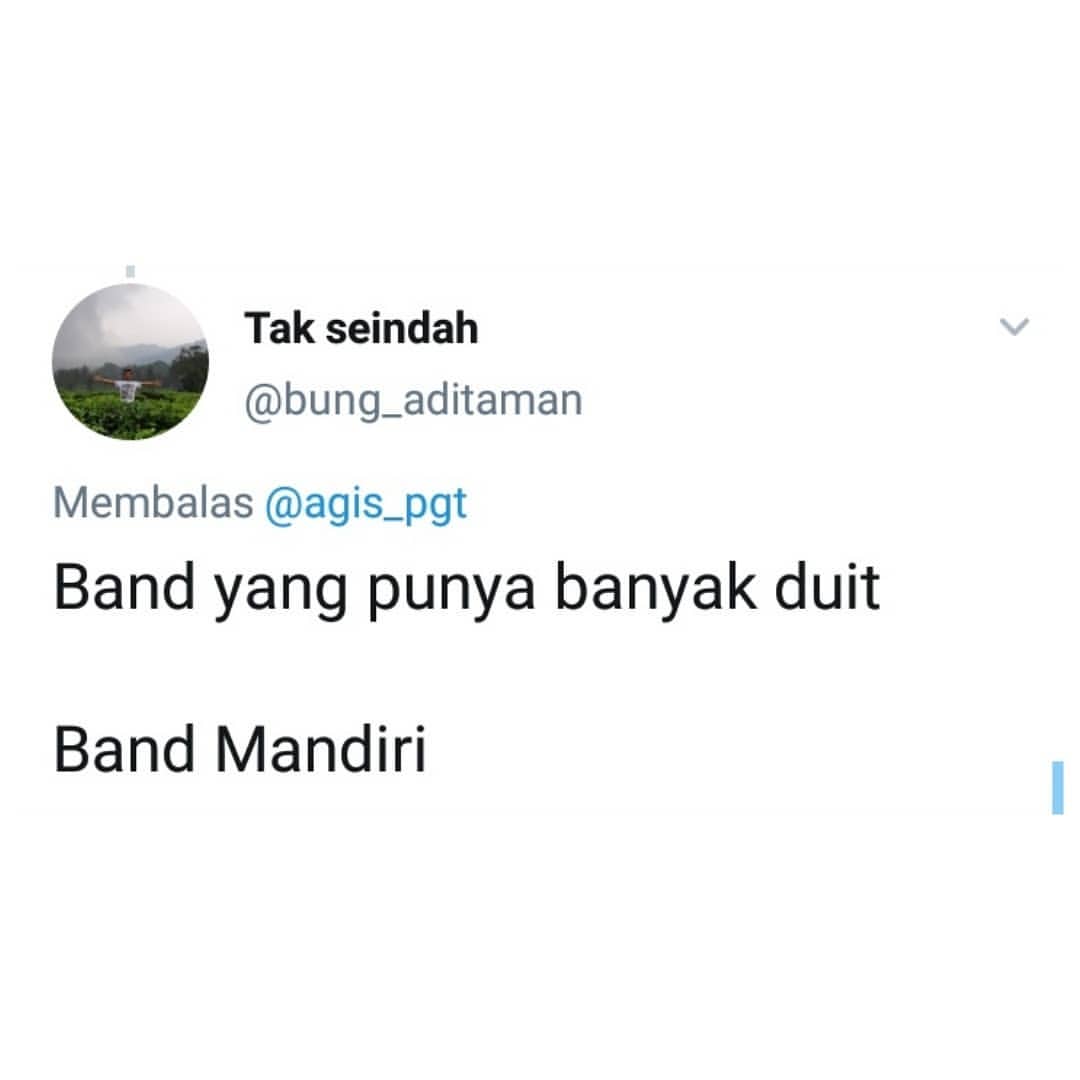 Tak seindah
@bung_aditaman
Membalas @agis_pgt
Band yang punya banyak duit
Band Mandiri